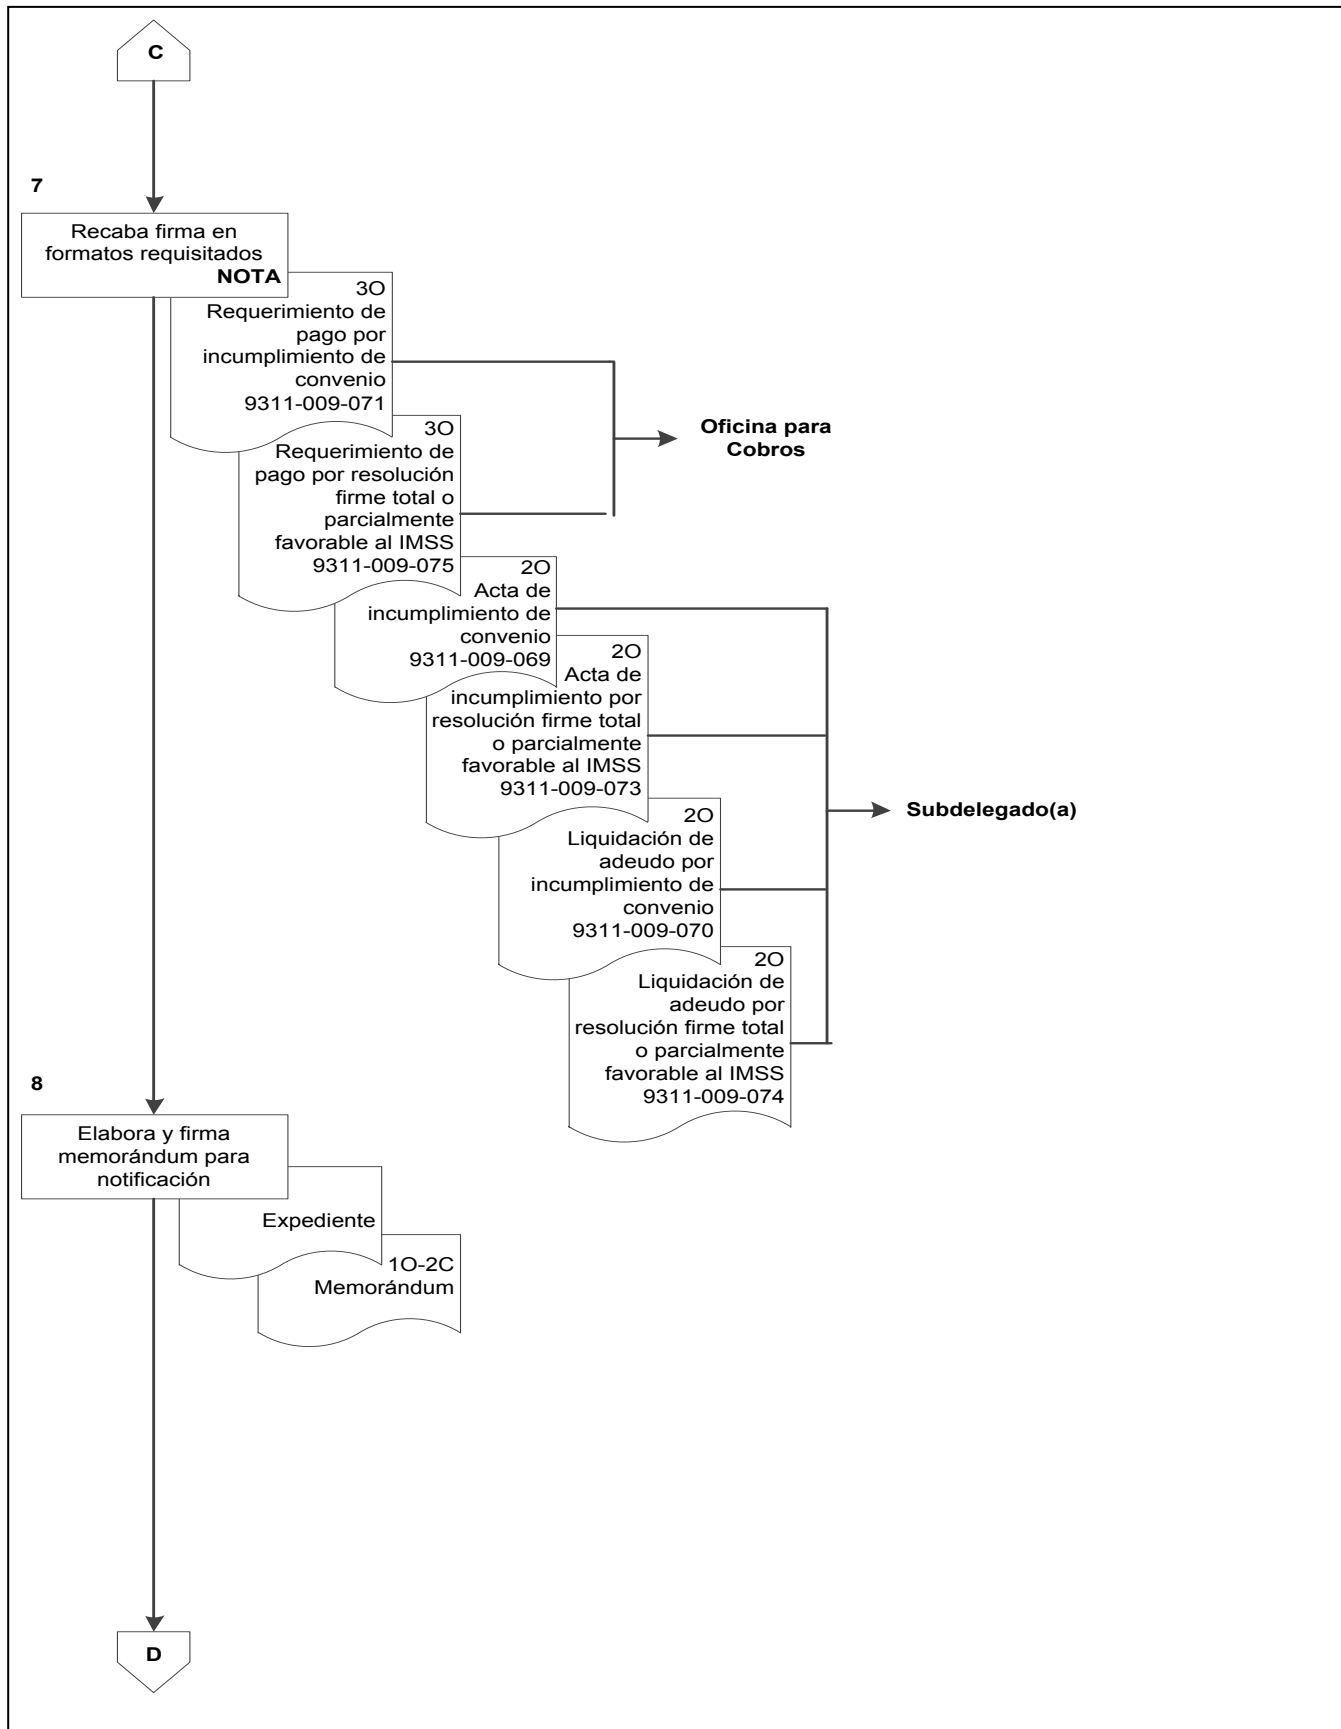 C
7
Recaba firma en
formatos requisitados
NOTA
3O
Requerimiento de
pago por
incumplimiento de
convenio
9311-009-071
3O
Requerimiento de
pago por resolución
firme total o
parcialmente
favorable al IMSS
9311-009-075
Oficina para
Cobros
2O
Acta de
incumplimiento de
convenio
9311-009-069
2O
Acta de
incumplimiento por
resolución firme total
o parcialmente
favorable al IMSS
9311-009-073
2O
Liquidación de
adeudo por
incumplimiento de
convenio
9311-009-070
2O
Liquidación de
adeudo por
resolución firme total
o parcialmente
favorable al IMSS
9311-009-074
Subdelegado(a)
8
Elabora y firma
memorándum para
notificación
Expediente
1O-2C
Memorándum
D